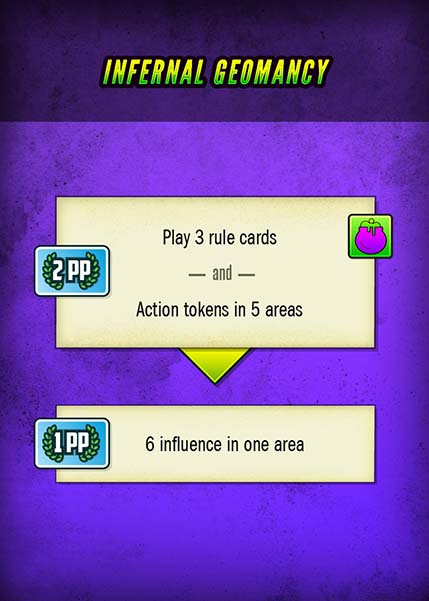 INFERNAL GEOMANCY
Play 3 rule cards
— and —
2 PP
Action tokens in 5 areas
1 PP
6 influence in one area